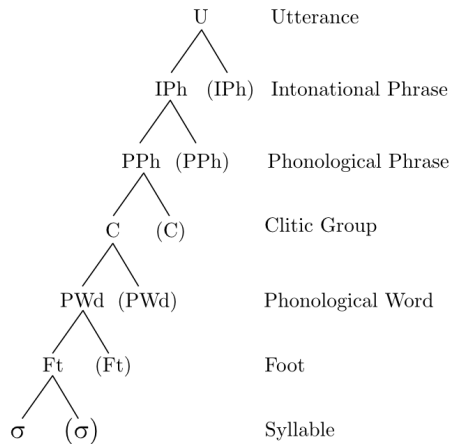 U Utterance
IPh (IPh) Intonational Phrase
PPh (PPh) Phonological Phrase
C (C) Clitic Group
PWd (PWd) Phonological Word
Ft (Ft) Foot
σ (σ) Syllable